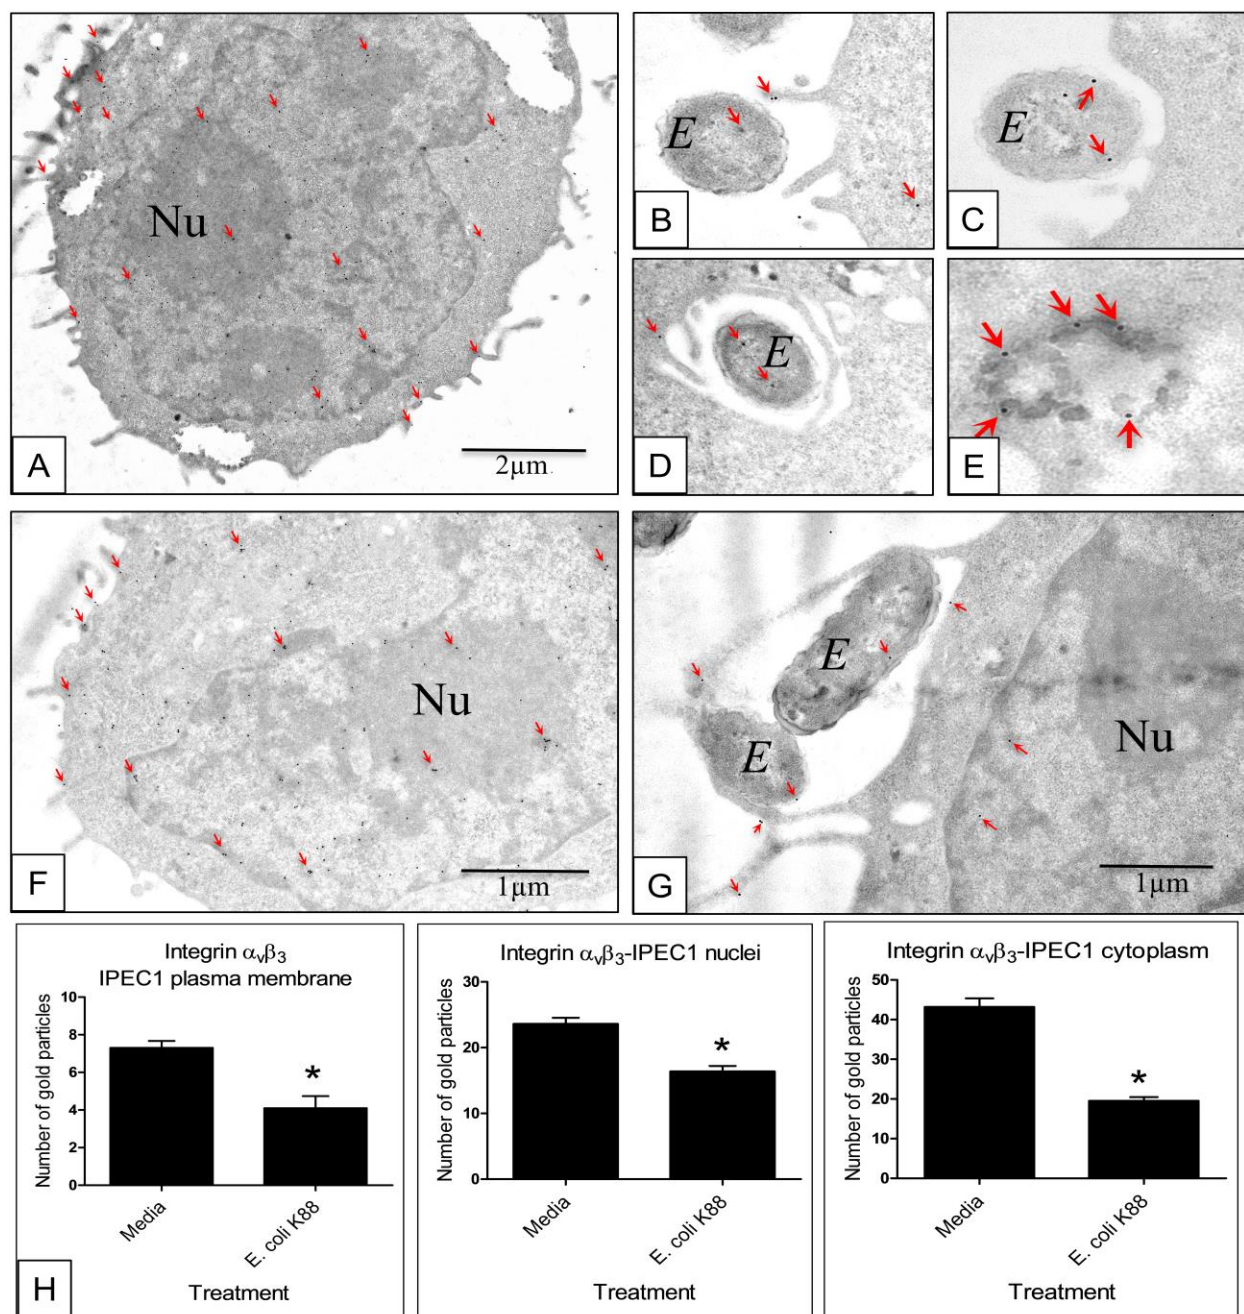 Nu
A
2μm
E
B
E
C
E
D
E
Nu
F
1μm
E
E
Nu
G
1μm
Integrin αvβ3
IPEC1 plasma membrane
Number of gold particles
10
8
6
4
2
0
*
Media
E. coli K88
Treatment
H
Integrin αvβ3-IPEC1 nuclei
Number of gold particles
30
20
10
0
*
Media
E. coli K88
Treatment
Integrin αvβ3-IPEC1 cytoplasm
Number of gold particles
50
40
30
20
10
0
*
Media
E. coli K88
Treatment